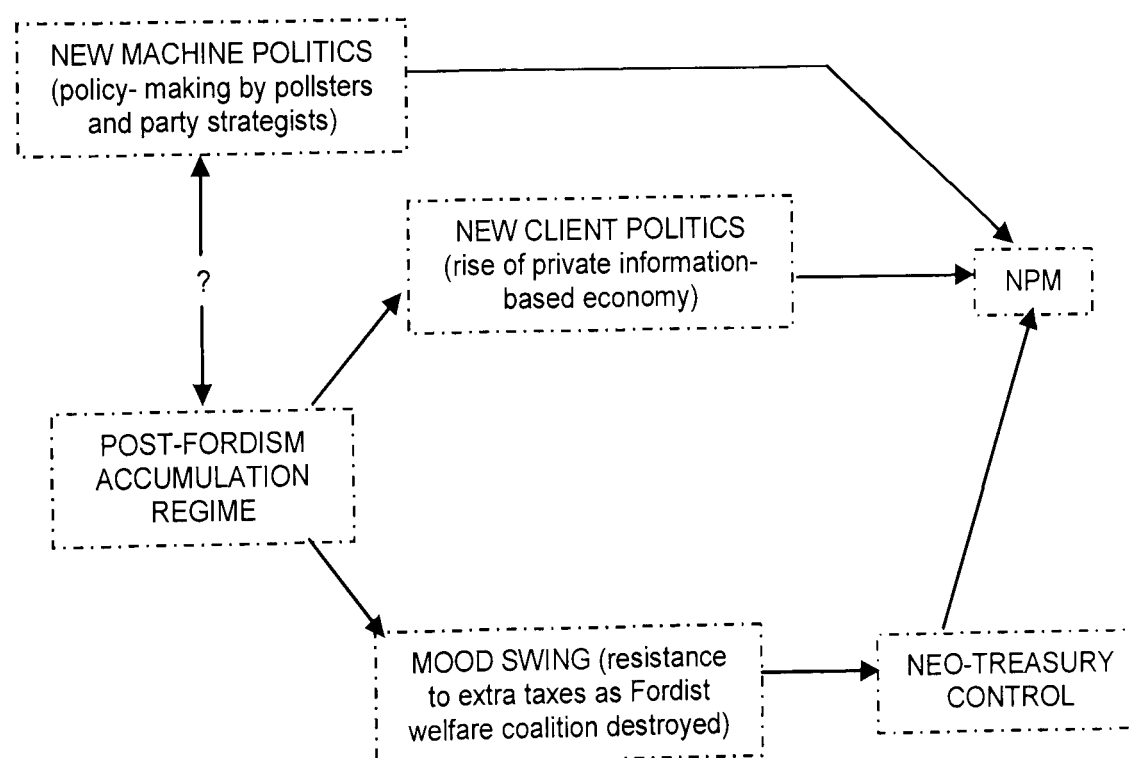 NEW MACHINE POLITICS
(policy- making by pollsters
and party strategists)
NEW CLIENT POLITICS
(rise of private information-
based economy)
NPM
?
POST-FORDISM
ACCUMULATION
REGIME
MOOD SWING (resistance
to extra taxes as Fordist
welfare coalition destroyed)
NEO-TREASURY
CONTROL